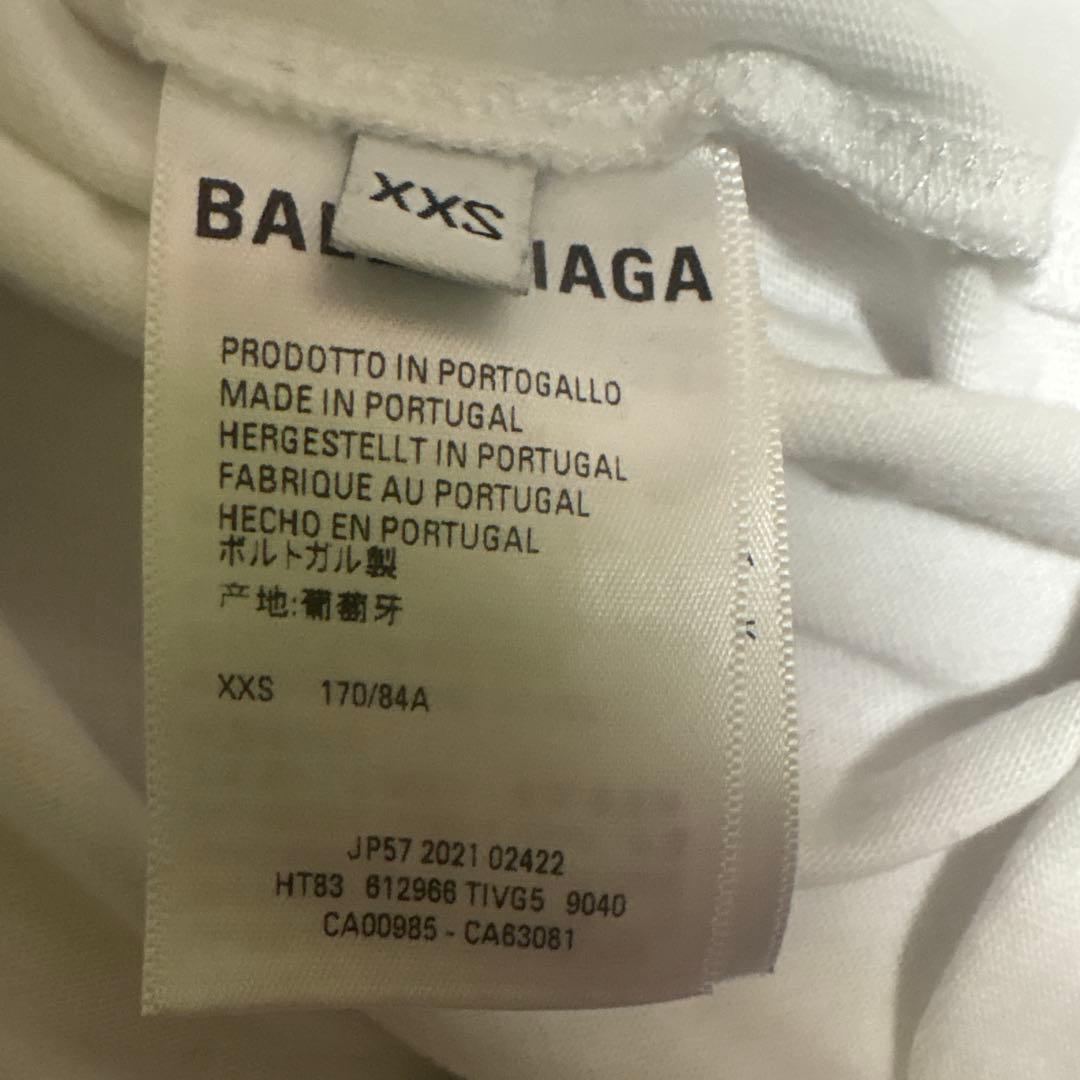 XXS
BAL IAGA
PRODOTTO IN PORTOGALLO
MADE IN PORTUGAL
HERGESTELLT IN PORTUGAL
FABRIQUE AU PORTUGAL
HECHO EN PORTUGAL
ポルトガル製
产地:葡萄牙
XXS 170/84A
JP57 2021 02422
HT83 612966 TIVG5 9040
CA00985 - CA63081